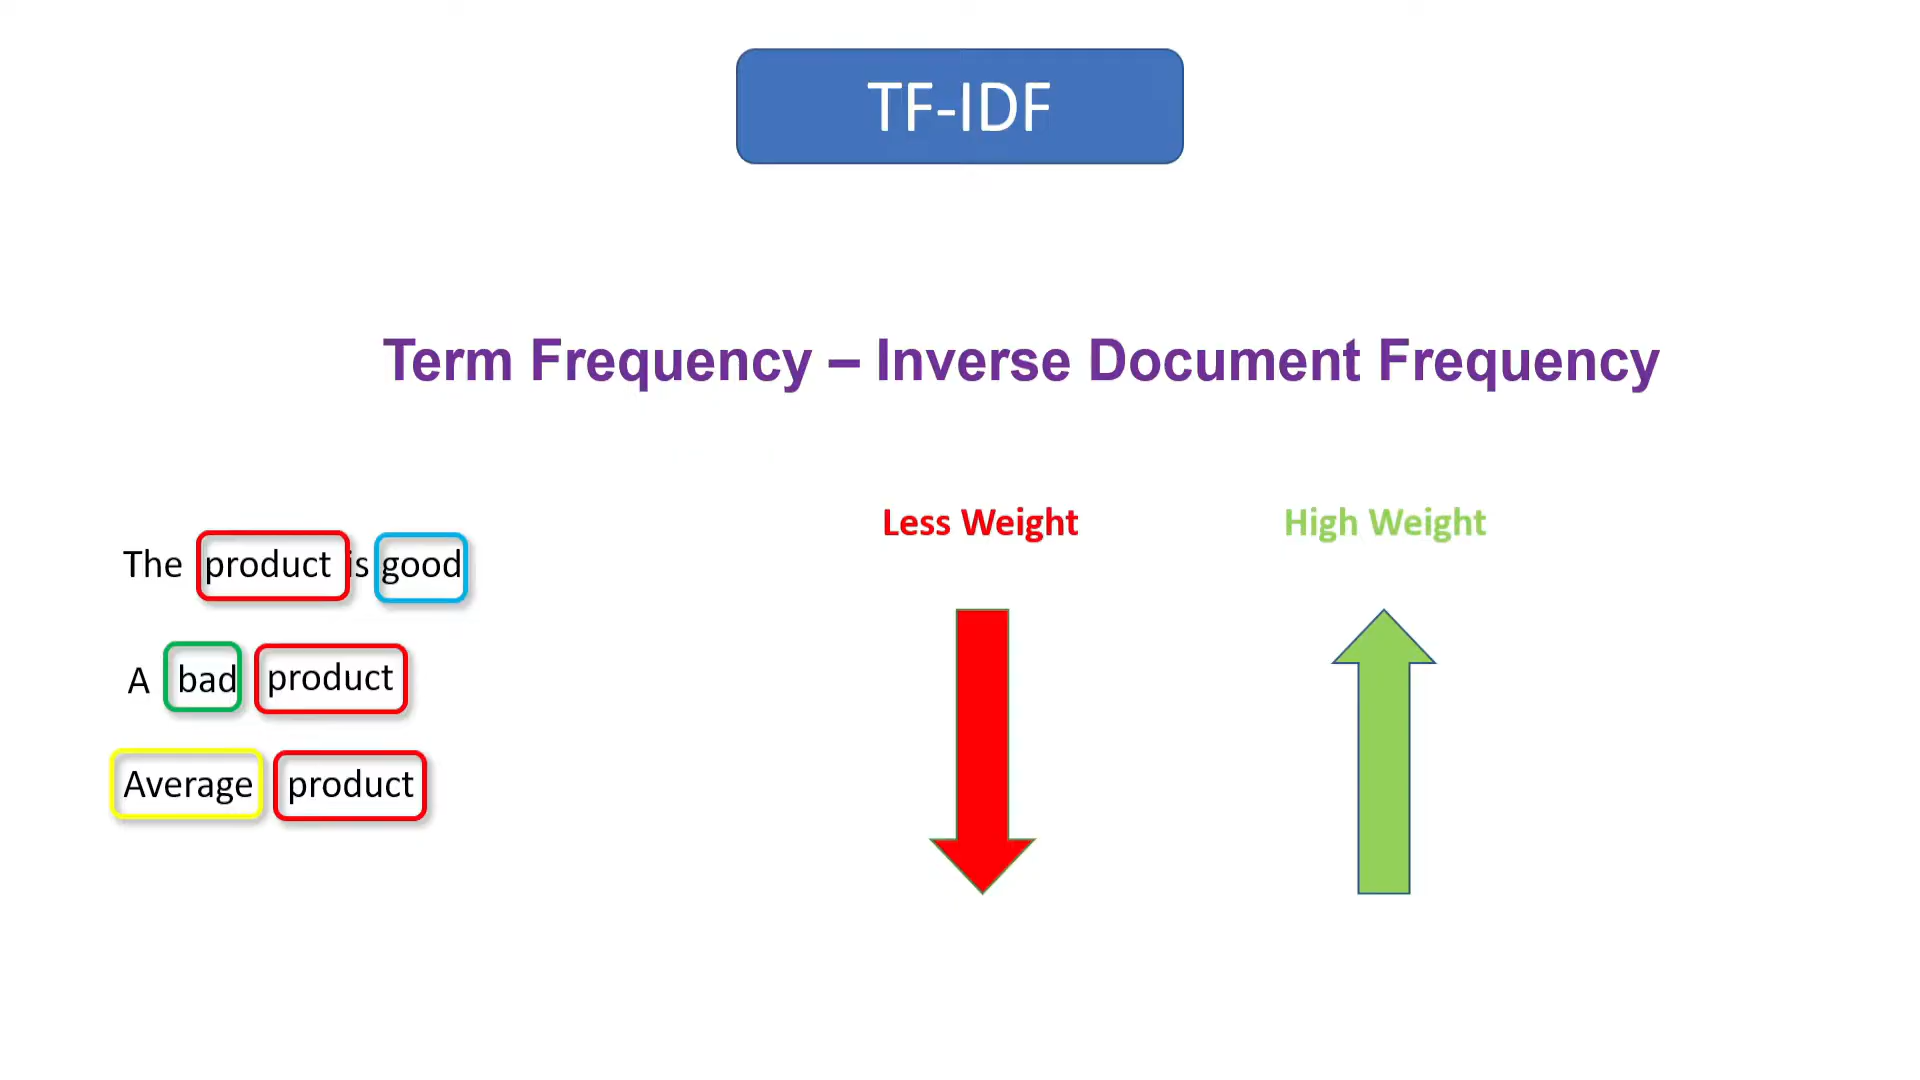 TF-IDF
Term Frequency – Inverse Document Frequency
Less Weight
High Weight
The product is good
A bad product
Average product